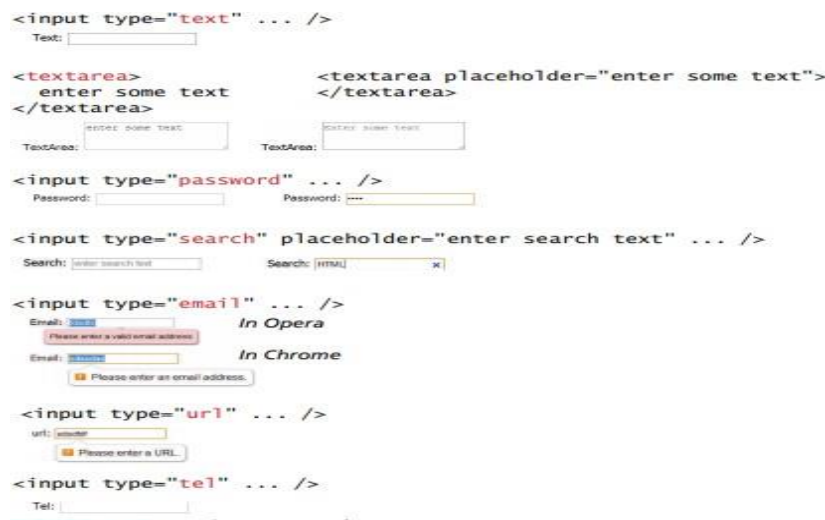 <input type="text" ... />
Text:
<textarea> <textarea placeholder="enter some text">
enter some text </textarea>
</textarea>
enter some text Enter some text
TextArea: TextArea:
<input type="password" ... />
Password: Password: ····
<input type="search" placeholder="enter search text" ... />
Search: enter search text Search: HTML x
<input type="email" ... />
Email: In Opera
Please enter a valid email address
Email: In Chrome
Please enter an email address.
<input type="url" ... />
url:
Please enter a URL.
<input type="tel" ... />
Tel: